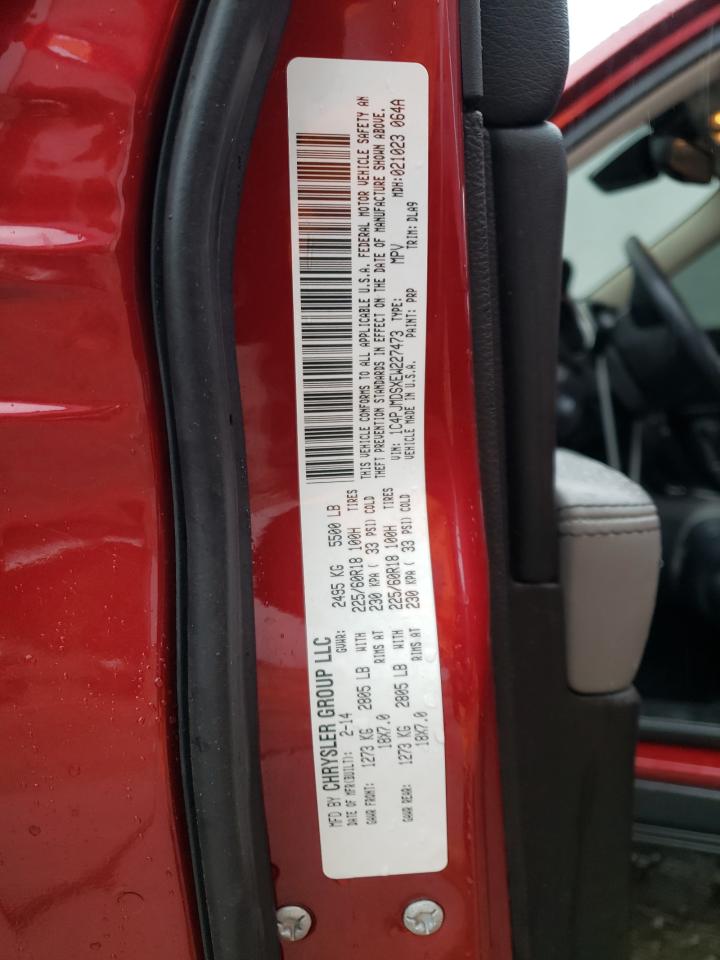 MFD BY CHRYSLER GROUP LLC
DATE OF MFR(BUILT): 2-14 GVWR: 2495 KG 5500 LB
GAWR FRONT: 1273 KG 2805 LB WITH 225/60R18 100H TIRES
18X7.0 RIMS AT 230 KPA ( 33 PSI) COLD
GAWR REAR: 1273 KG 2805 LB WITH 225/60R18 100H TIRES
18X7.0 RIMS AT 230 KPA ( 33 PSI) COLD
THIS VEHICLE CONFORMS TO ALL APPLICABLE U.S.A. FEDERAL MOTOR VEHICLE SAFETY AN
THEFT PREVENTION STANDARDS IN EFFECT ON THE DATE OF MANUFACTURE SHOWN ABOVE.
VIN: 1C4PJMDSXEW227473 TYPE: MPV MDH:021023 064A
VEHICLE MADE IN U.S.A. PAINT: PRP TRIM: DLA9